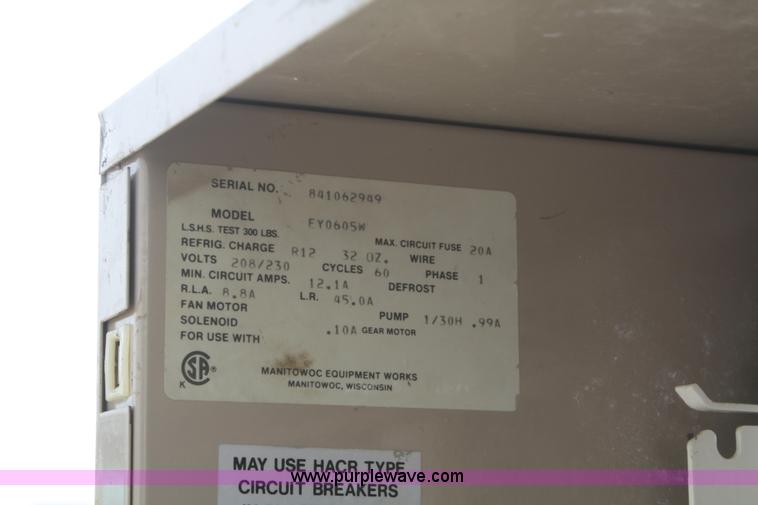 SERIAL NO. 841062949
MODEL EY0605W
L.S.H.S. TEST 300 LBS. MAX. CIRCUIT FUSE 20A
REFRIG. CHARGE R12 32 OZ. WIRE
VOLTS 208/230 CYCLES 60 PHASE 1
MIN. CIRCUIT AMPS. 12.1A DEFROST
R.L.A. 8.8A L.R. 45.0A
FAN MOTOR PUMP 1/30H .99A
SOLENOID .10A GEAR MOTOR
FOR USE WITH
SA®
K
MANITOWOC EQUIPMENT WORKS
MANITOWOC, WISCONSIN
MAY USE HACR TYPE
www.purplewave.com
CIRCUIT BREAKERS